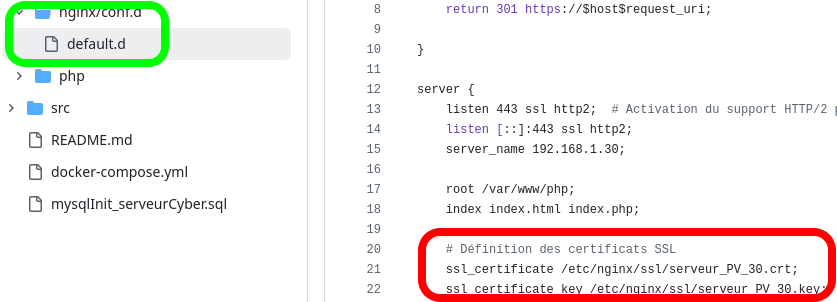 nginx/conf.d
default.d
php
src
README.md
docker-compose.yml
mysqlInit_serveurCyber.sql
8 return 301 https://$host$request_uri;
9
10 }
11
12 server {
13 listen 443 ssl http2; # Activation du support HTTP/2 p
14 listen [::]:443 ssl http2;
15 server_name 192.168.1.30;
16
17 root /var/www/php;
18 index index.html index.php;
19
20 # Définition des certificats SSL
21 ssl_certificate /etc/nginx/ssl/serveur_PV_30.crt;
22 ssl_certificate_key /etc/nginx/ssl/serveur_PV_30.key;